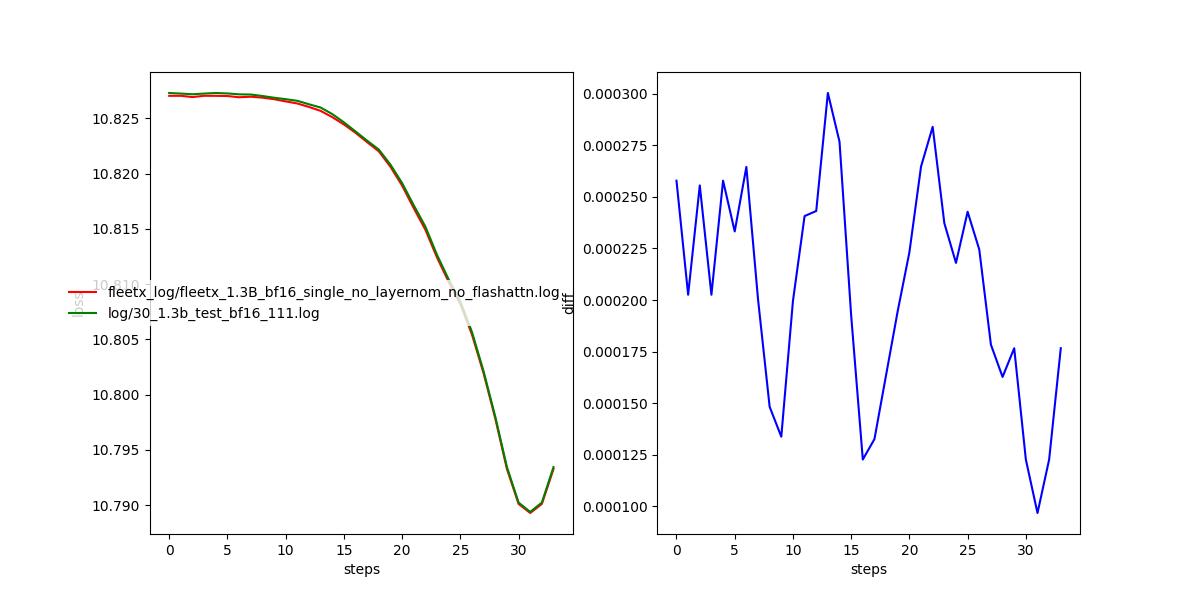 10.825
10.820
10.815
10.810
10.805
10.800
10.795
10.790
loss
fleetx_log/fleetx_1.3B_bf16_single_no_layernom_no_flashattn.log
log/30_1.3b_test_bf16_111.log
0 5 10 15 20 25 30
steps
0.000300
0.000275
0.000250
0.000225
0.000200
0.000175
0.000150
0.000125
0.000100
diff
0 5 10 15 20 25 30
steps